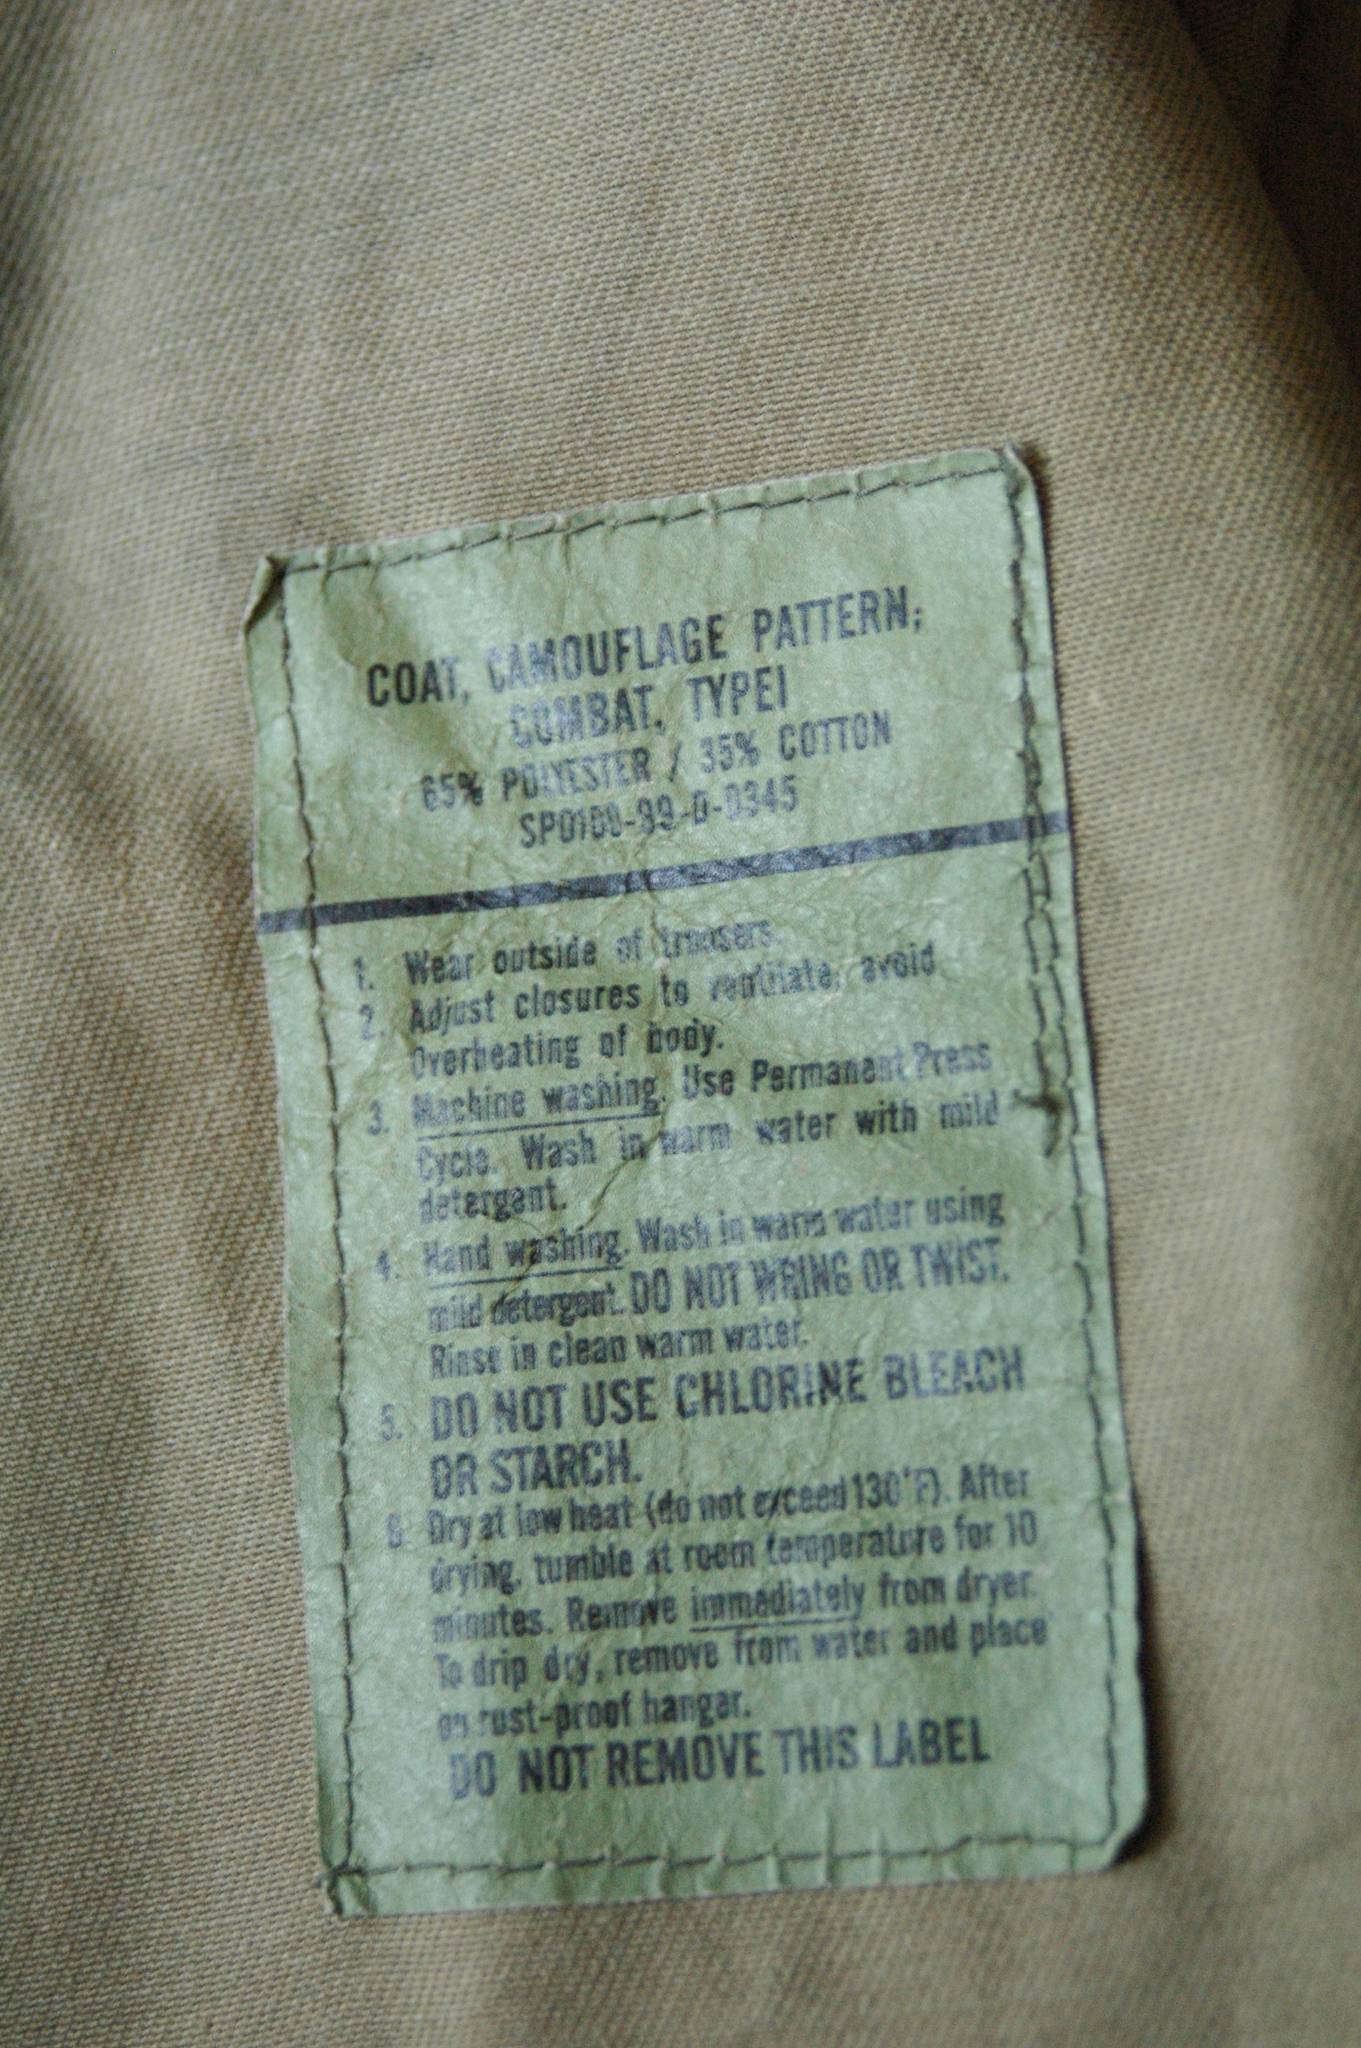 COAT, CAMOUFLAGE PATTERN;
COMBAT, TYPE I
65% POLYESTER / 35% COTTON
SP0100-99-D-0345
1. Wear outside of trousers.
2. Adjust closures to ventilate, avoid
Overheating of body.
3. Machine washing. Use Permanent Press
Cycle. Wash in warm water with mild
detergent.
4. Hand washing. Wash in warm water using
mild detergent. DO NOT WRING OR TWIST.
Rinse in clean warm water.
5. DO NOT USE CHLORINE BLEACH
OR STARCH.
6 Dry at low heat (do not exceed 130°F). After
drying, tumble at room temperature for 10
minutes. Remove immediately from dryer.
To drip dry, remove from water and place
on rust-proof hanger.
DO NOT REMOVE THIS LABEL